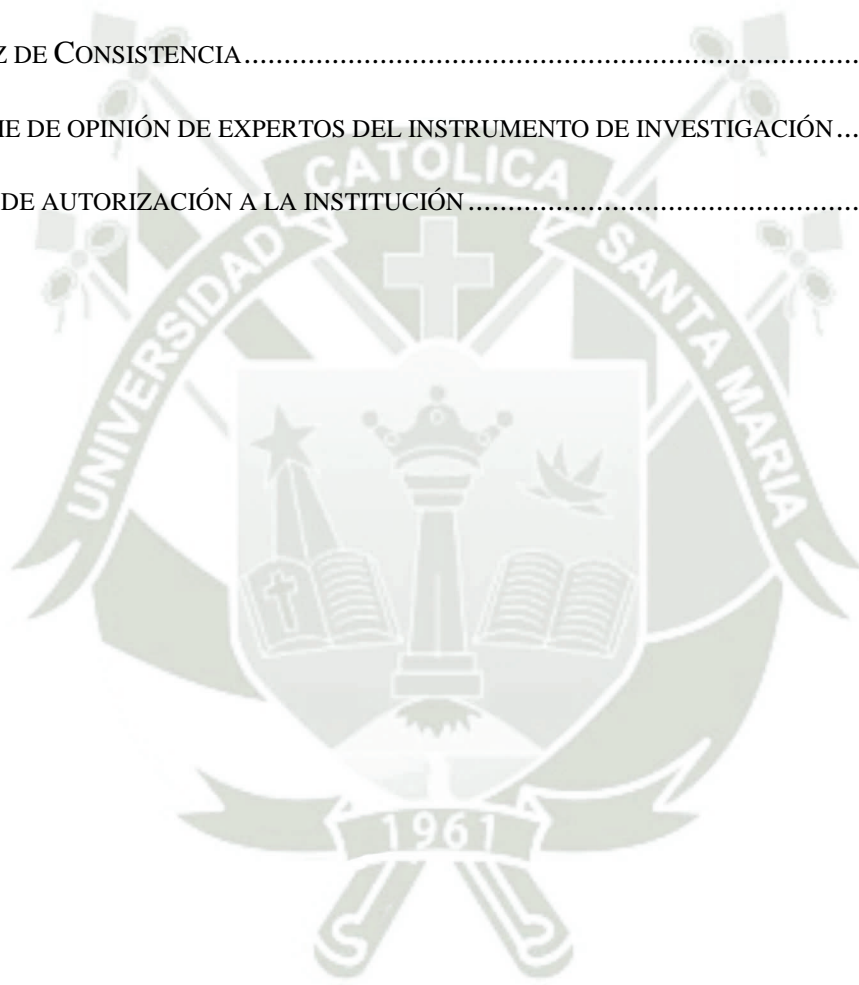 Z DE CONSISTENCIA........................................................................
ME DE OPINIÓN DE EXPERTOS DEL INSTRUMENTO DE INVESTIGACIÓN...
DE AUTORIZACIÓN A LA INSTITUCIÓN................................................
CATOLICA
UNIVERSIDAD
SANTA MARIA
1961